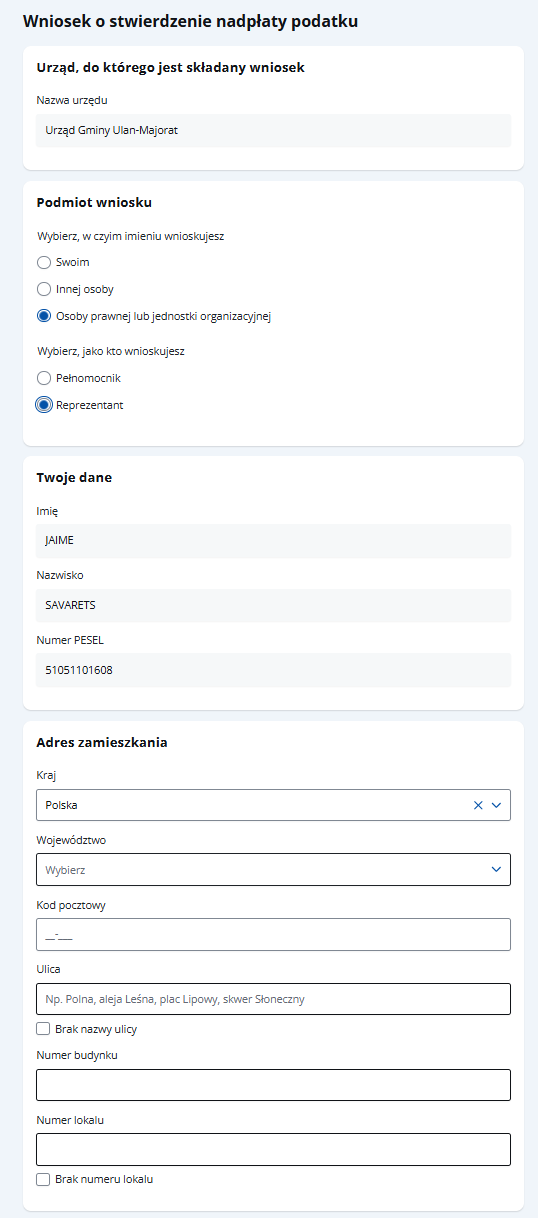 Wniosek o stwierdzenie nadpłaty podatku
Urząd, do którego jest składany wniosek
Nazwa urzędu
Urząd Gminy Ulan-Majorat
Podmiot wniosku
Wybierz, w czyim imieniu wnioskujesz
Swoim
Innej osoby
Osoby prawnej lub jednostki organizacyjnej
Wybierz, jako kto wnioskujesz
Pełnomocnik
Reprezentant
Twoje dane
Imię
JAIME
Nazwisko
SAVARETS
Numer PESEL
51051101608
Adres zamieszkania
Kraj
Polska
Województwo
Wybierz
Kod pocztowy
__-___
Ulica
Np. Polna, aleja Leśna, plac Lipowy, skwer Słoneczny
Brak nazwy ulicy
Numer budynku
Numer lokalu
Brak numeru lokalu